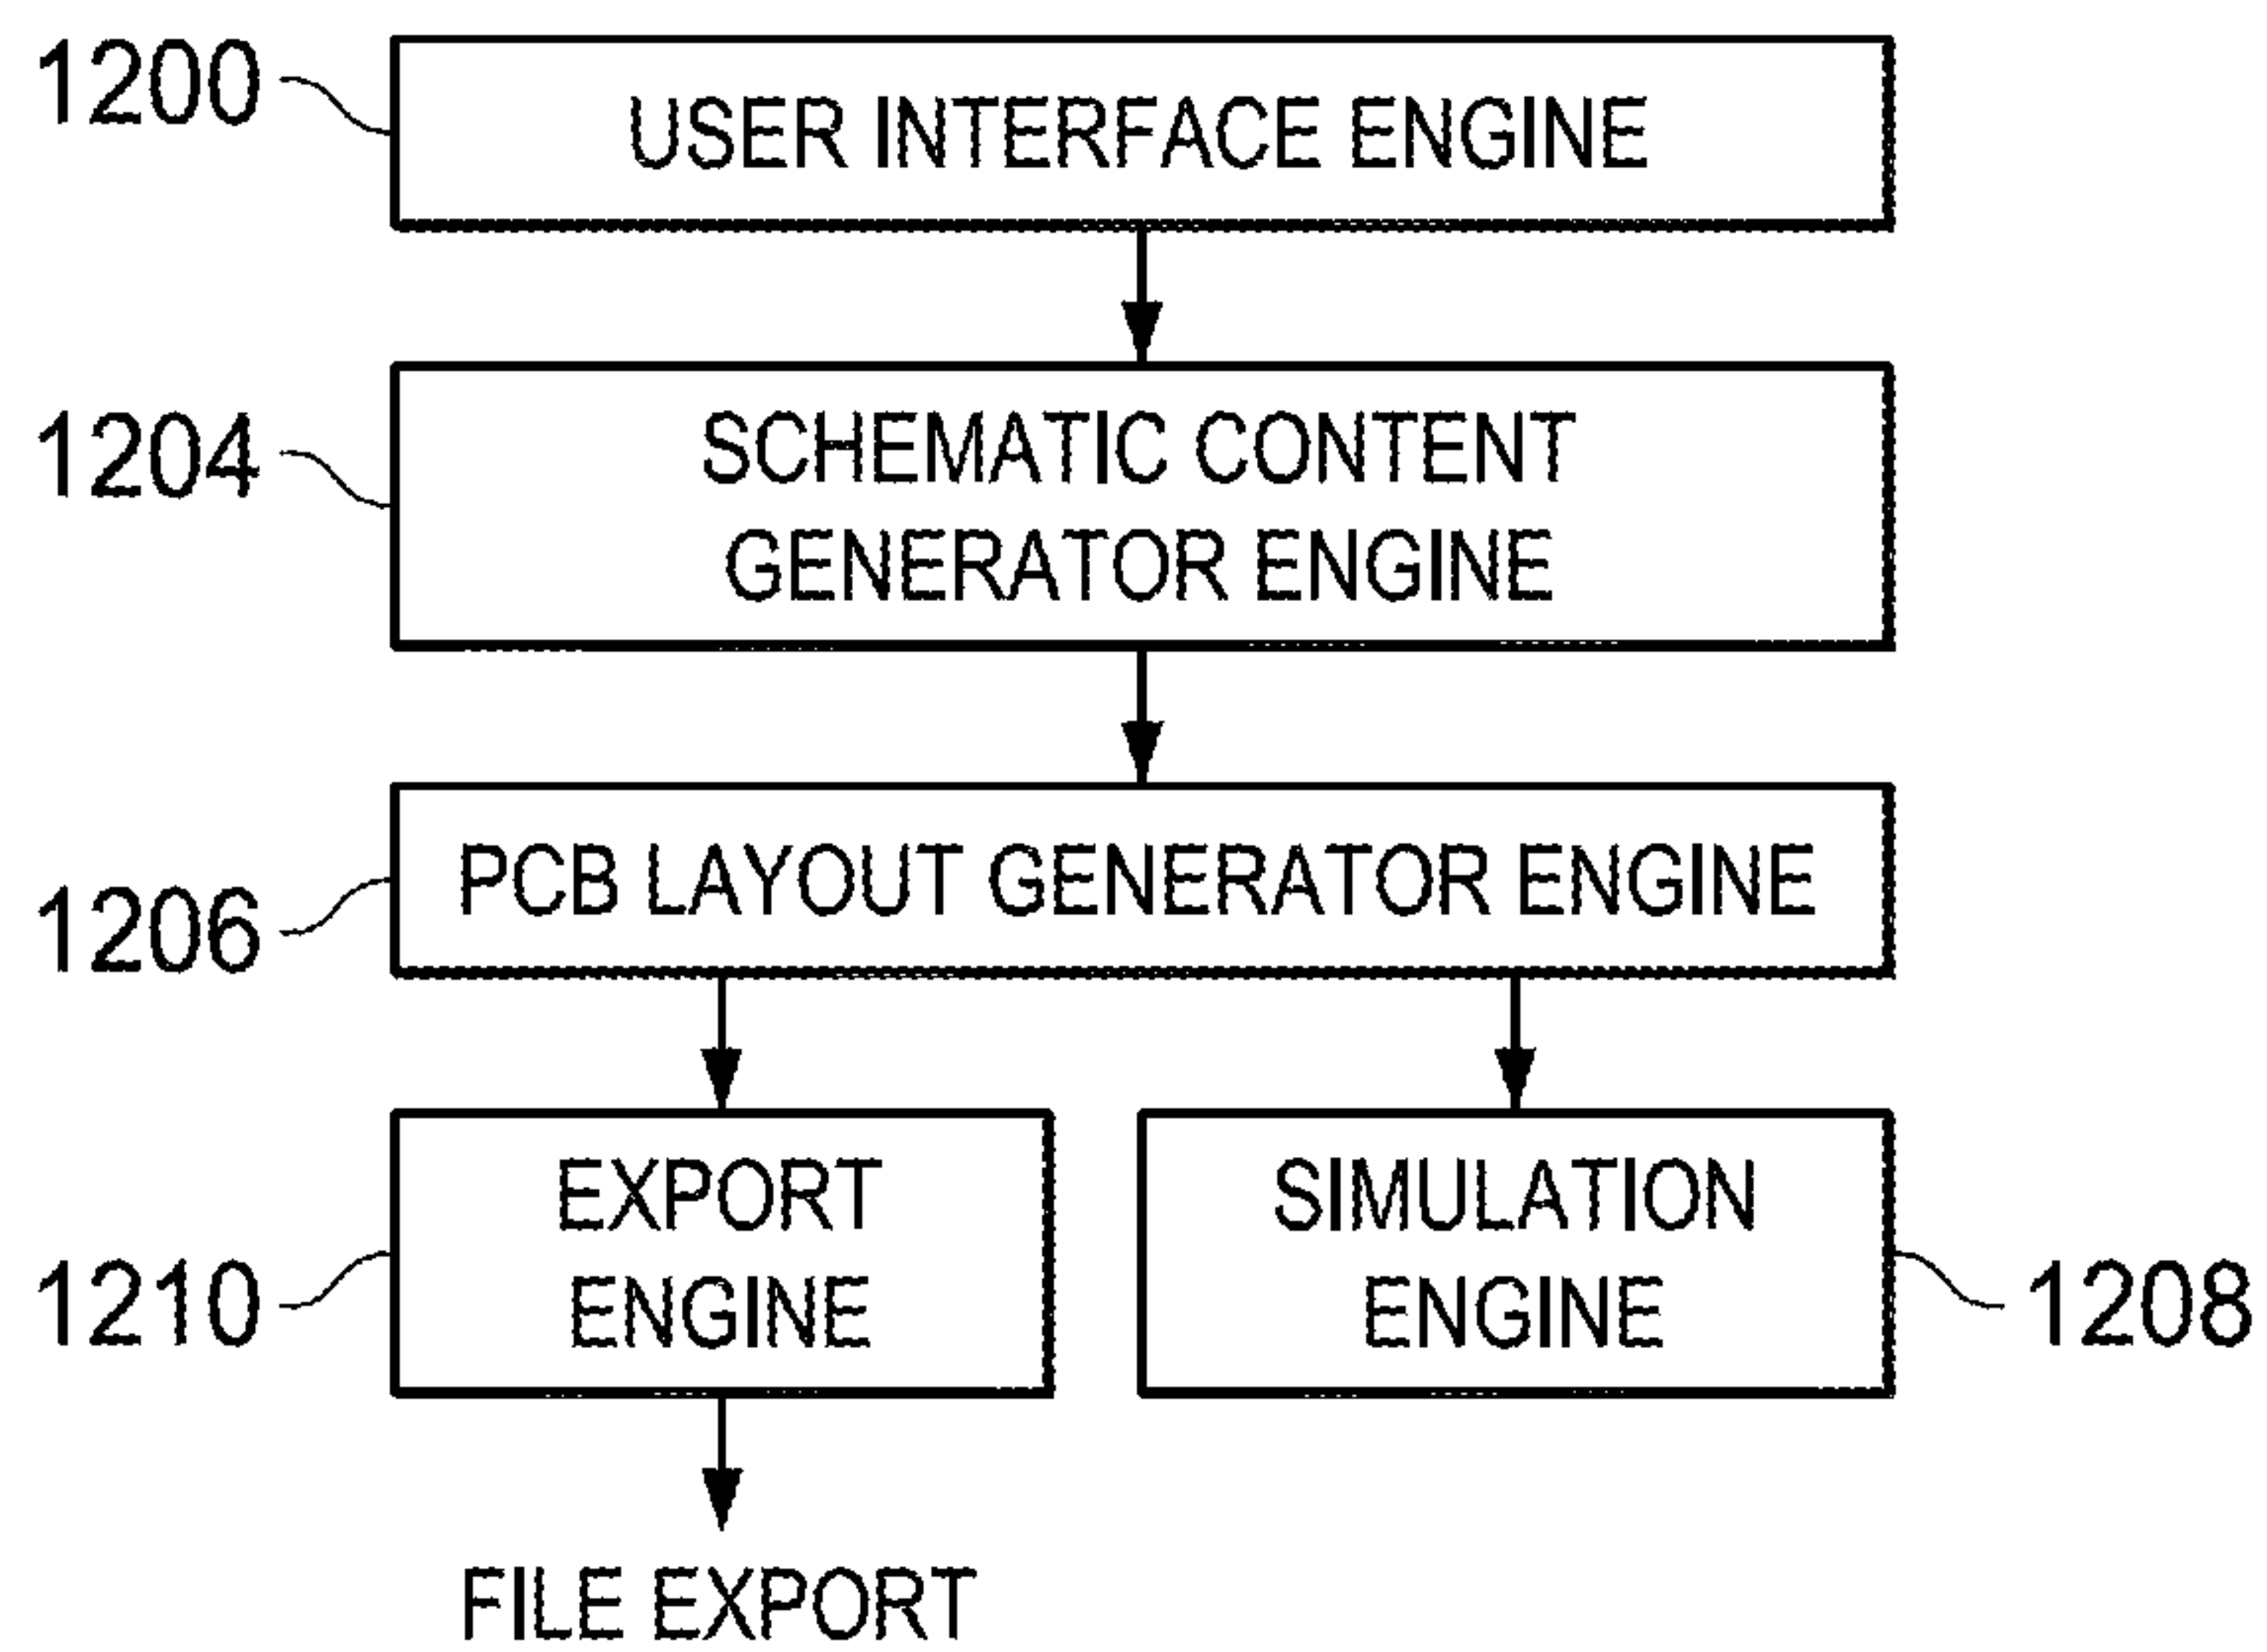 1200
USER INTERFACE ENGINE
1204
SCHEMATIC CONTENT
GENERATOR ENGINE
1206
PCB LAYOUT GENERATOR ENGINE
1210
EXPORT
ENGINE
SIMULATION
ENGINE
1208
FILE EXPORT